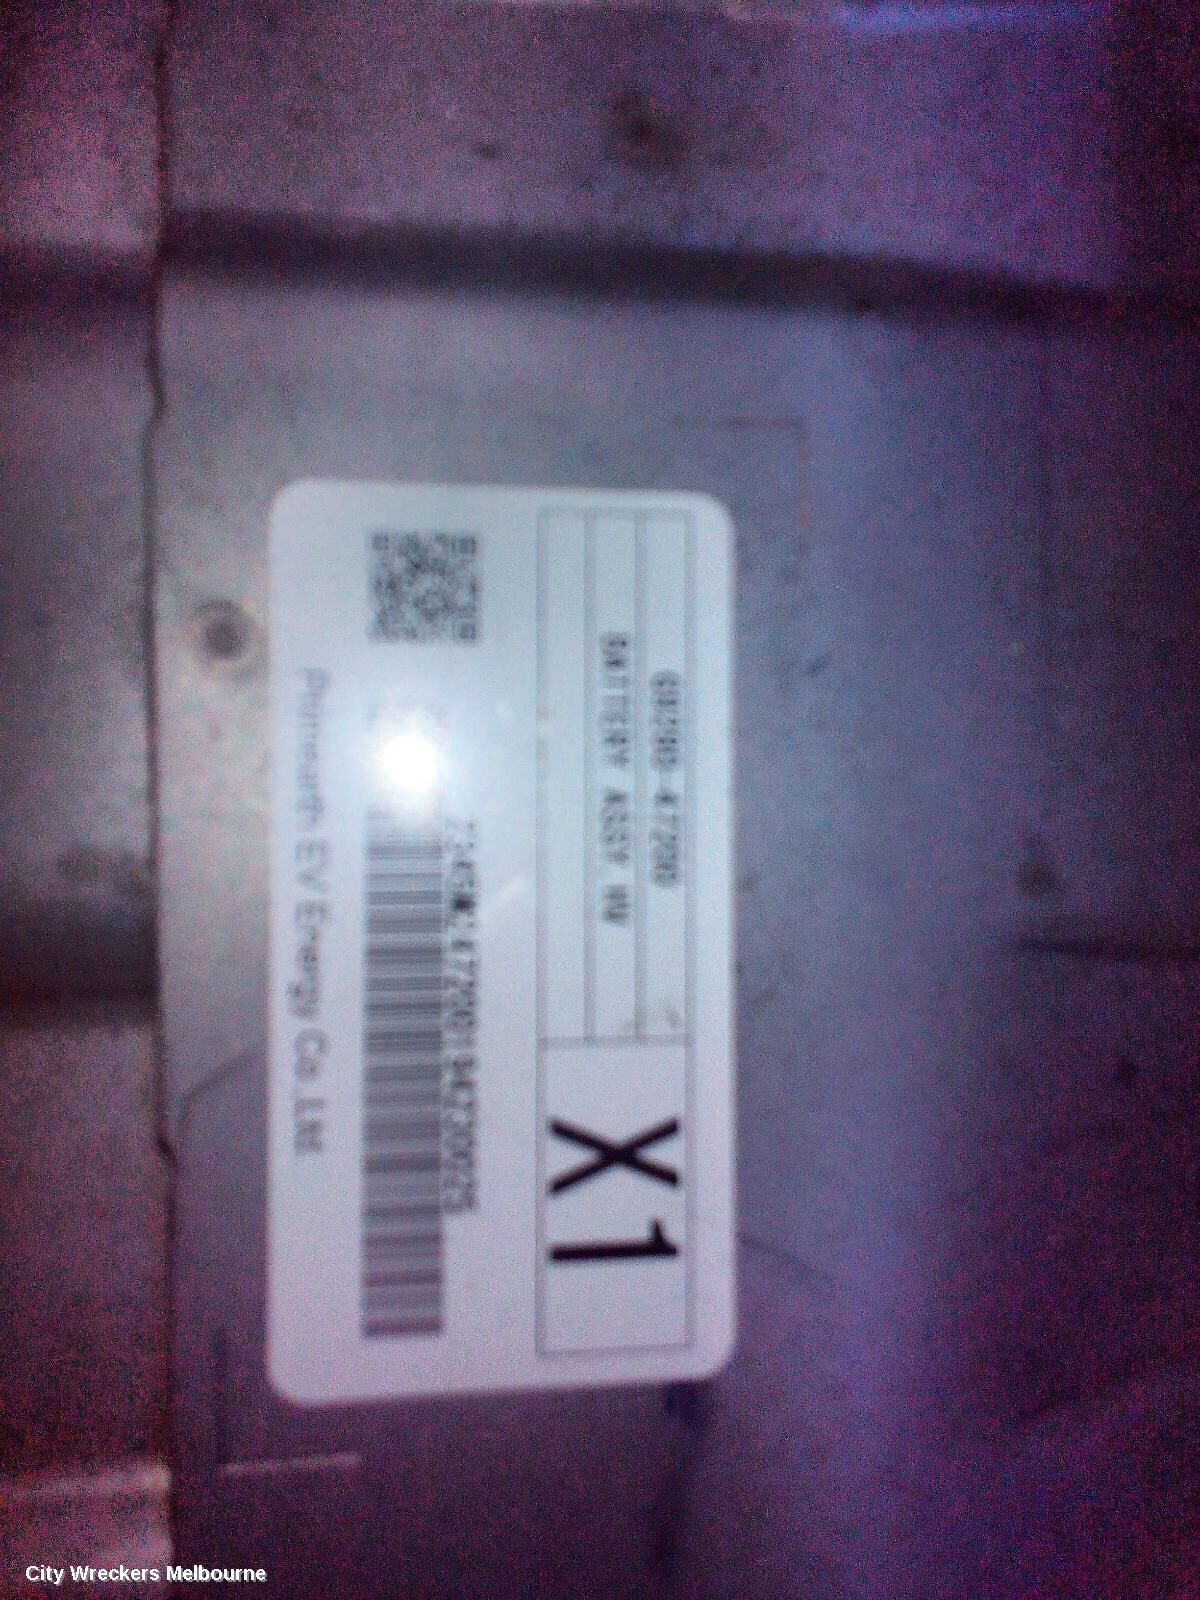 G9280-47200
BATTERY ASSY HV
X1
Primearth EV Energy Co.,Ltd.
City Wreckers Melbourne